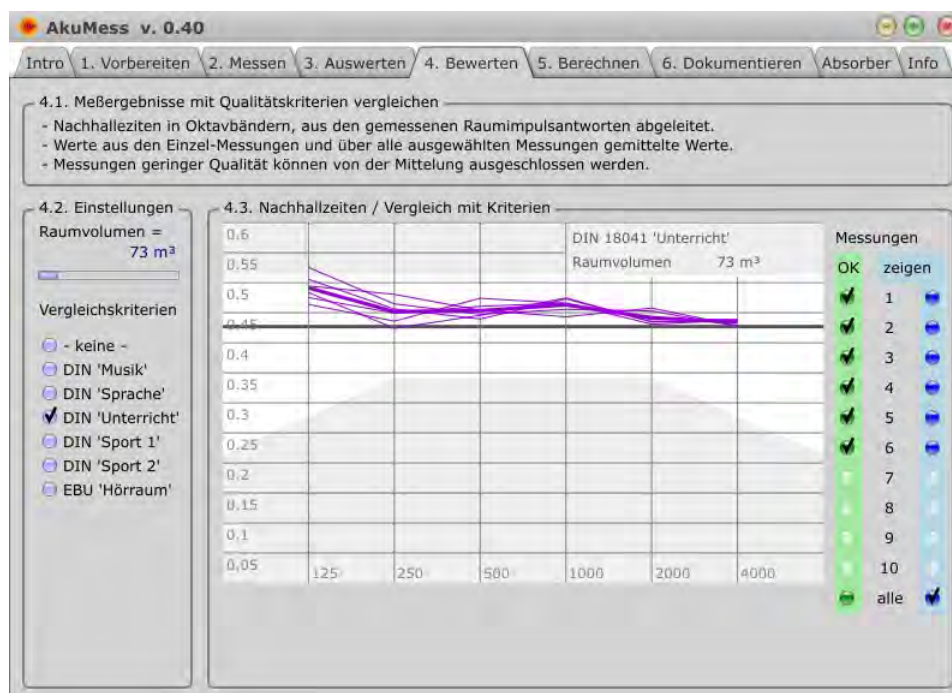 AkuMess v. 0.40
Intro 1. Vorbereiten 2. Messen 3. Auswerten 4. Bewerten 5. Berechnen 6. Dokumentieren Absorber Info
4.1. Meßergebnisse mit Qualitätskriterien vergleichen
- Nachhalleziten in Oktavbändern, aus den gemessenen Raumimpulsantworten abgeleitet.
- Werte aus den Einzel-Messungen und über alle ausgewählten Messungen gemittelte Werte.
- Messungen geringer Qualität können von der Mittelung ausgeschlossen werden.
4.2. Einstellungen
Raumvolumen =
73 m³
Vergleichskriterien
- keine -
DIN 'Musik'
DIN 'Sprache'
DIN 'Unterricht'
DIN 'Sport 1'
DIN 'Sport 2'
EBU 'Hörraum'
4.3. Nachhallzeiten / Vergleich mit Kriterien
DIN 18041 'Unterricht'
Raumvolumen 73 m³
0.6
0.55
0.5
0.45
0.4
0.35
0.3
0.25
0.2
0.15
0.1
0.05
125 250 500 1000 2000 4000
Messungen
OK zeigen
1
2
3
4
5
6
7
8
9
10
alle